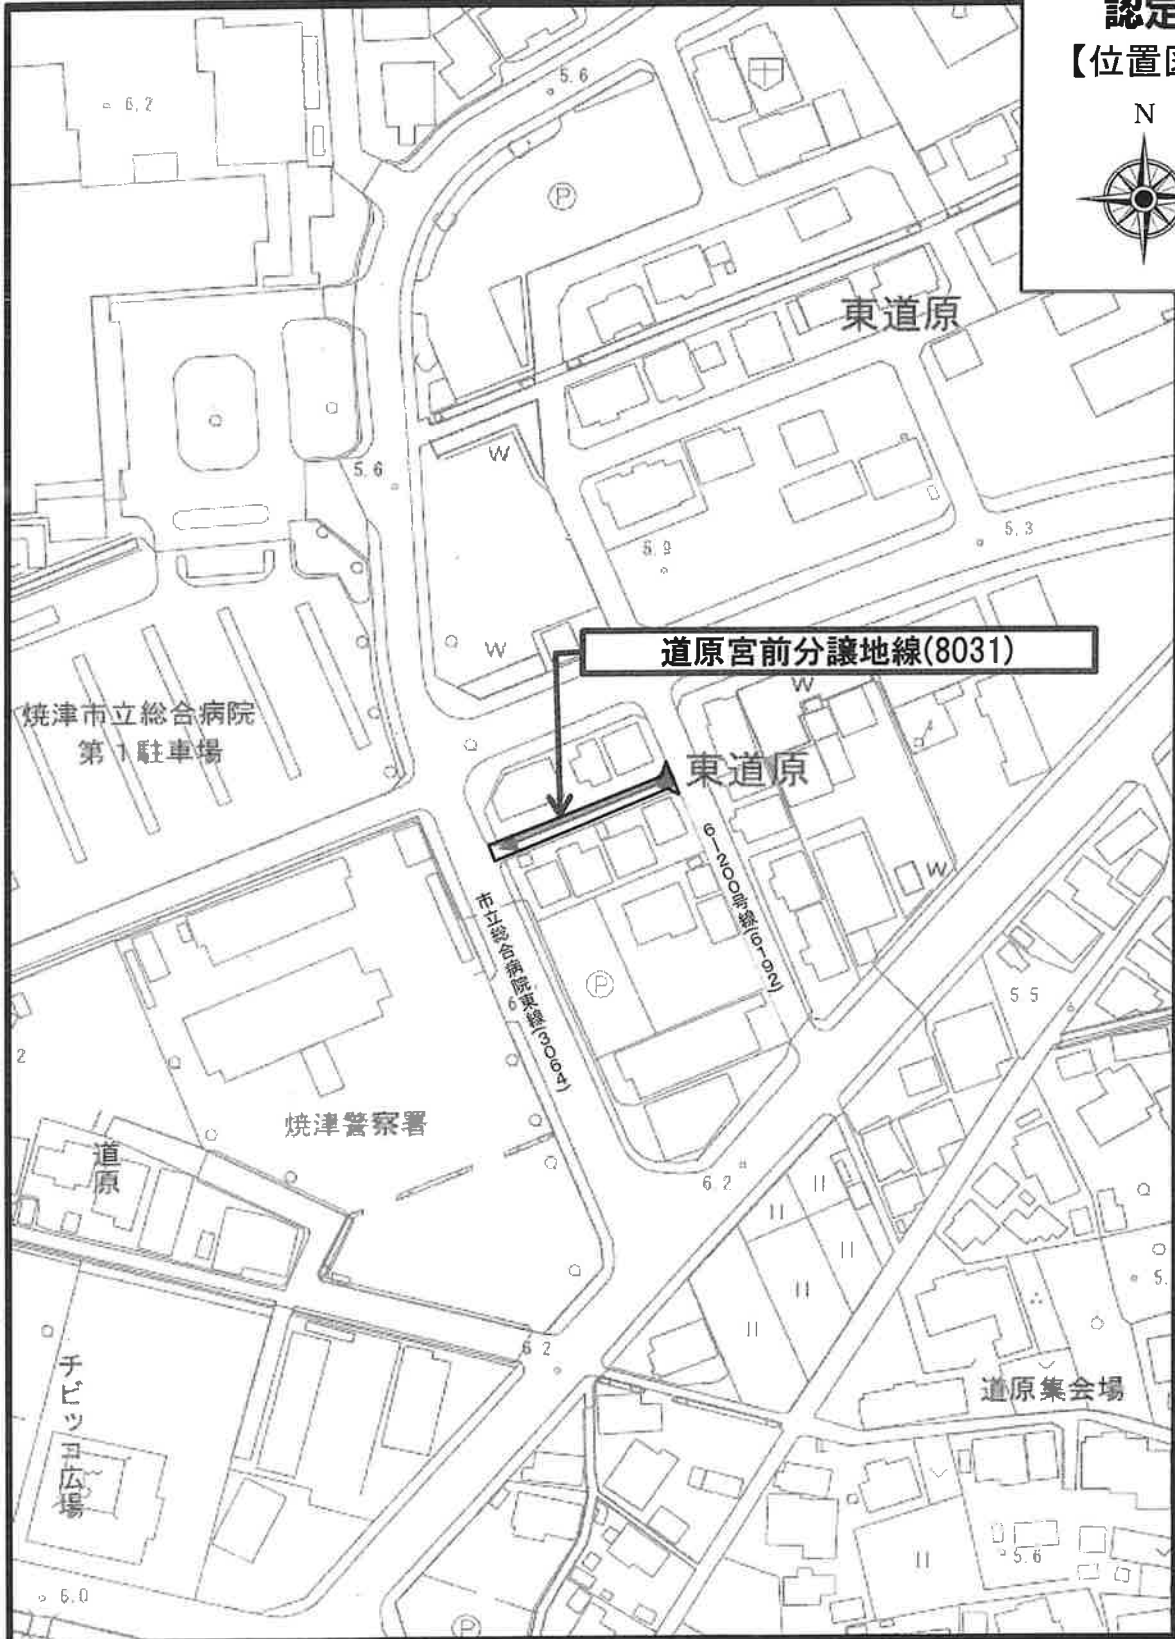 認定
【位置図
N
5.6
6.2
P
東道原
W
5.6
5.3
5.9
W
道原宮前分譲地線(8031)
W
焼津市立総合病院
第1駐車場
東道原
W
6-200号線(6192)
市立総合病院東線(3064)
P
5 5
2
焼津警察署
道原
6.2
6 2
5.
チビッコ広場
道原集会場
5.6
6.0
P